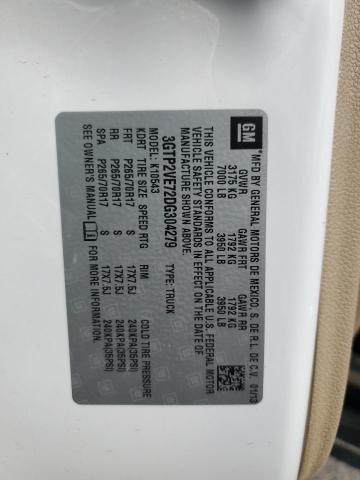 GM
MFD BY GENERAL MOTORS DE MEXICO S. DE R.L. DE C.V. 01/13
GVWR GAWR FRT GAWR RR
3175 KG 1792 KG 1792 KG
7000 LB 3950 LB 3950 LB
THIS VEHICLE CONFORMS TO ALL APPLICABLE U.S. FEDERAL MOTOR
VEHICLE SAFETY STANDARDS IN EFFECT ON THE DATE OF
MANUFACTURE SHOWN ABOVE.
3GTP2VE72DG304279 TYPE: TRUCK
MODEL: K10543
KDRT TIRE SIZE SPEED RTG RIM COLD TIRE PRESSURE
FRT P265/70R17 S 17X7.5J 240KPA(35PSI)
RR P265/70R17 S 17X7.5J 240KPA(35PSI)
SPA P265/70R17 S 17X7.5J 240KPA(35PSI)
SEE OWNER'S MANUAL FOR MORE INFORMATION.